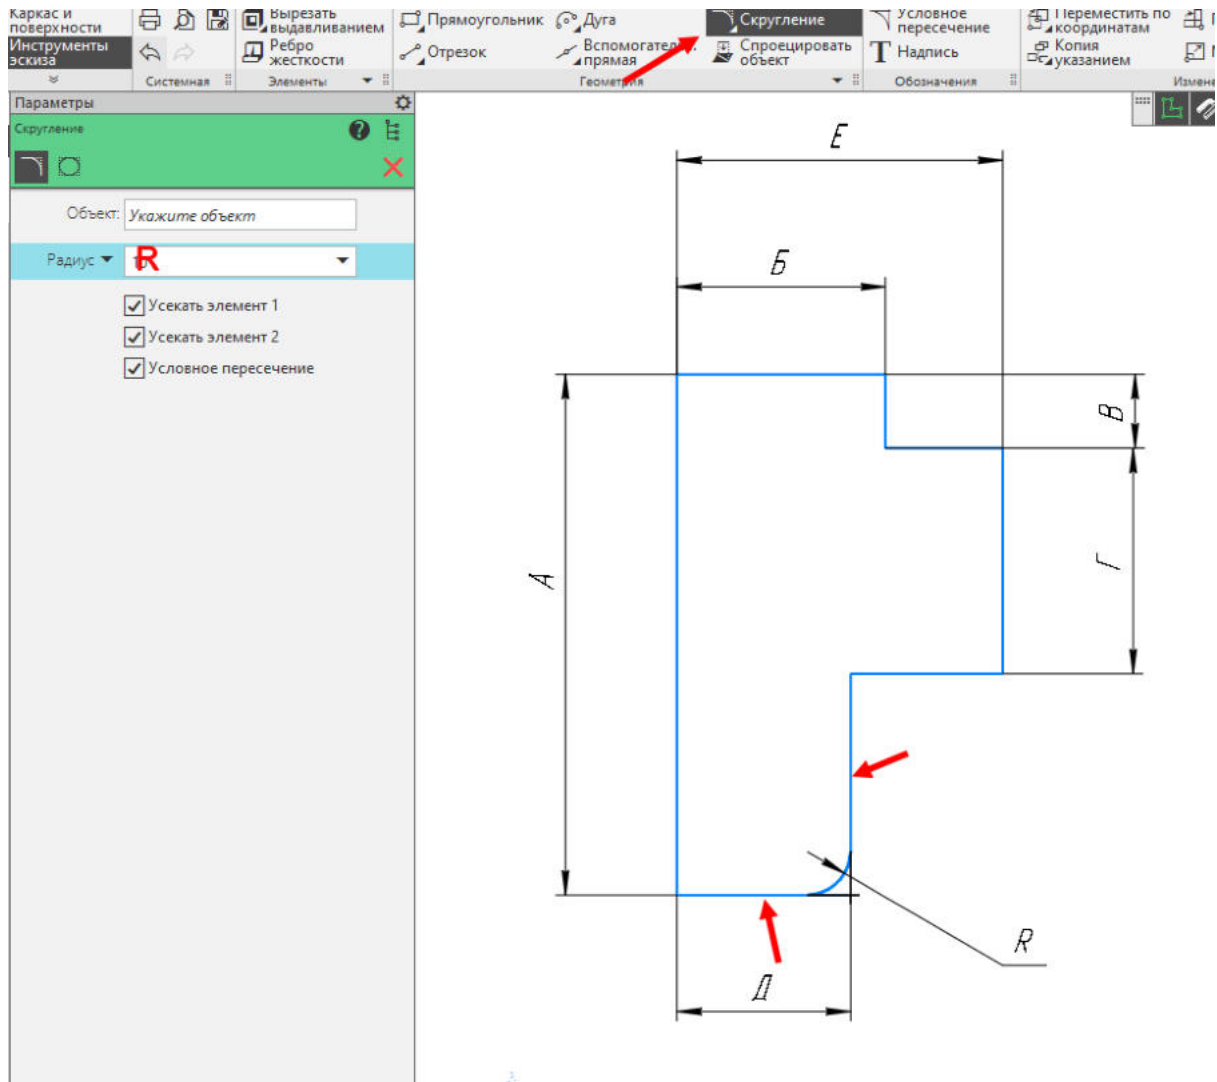 Каркас и
поверхности
Инструменты
эскиза
Системная
Вырезать
выдавливанием
Ребро
жесткости
Элементы
Прямоугольник
Дуга
Скругление
Отрезок
Вспомогател..
прямая
Спроецировать
объект
Геометрия
Условное
пересечение
Надпись
Обозначения
Переместить по
координатам
Копия
указанием
Измене
Параметры
Скругление
Объект: Укажите объект
Радиус R
Усекать элемент 1
Усекать элемент 2
Условное пересечение
Е
Б
В
А
Г
R
Д